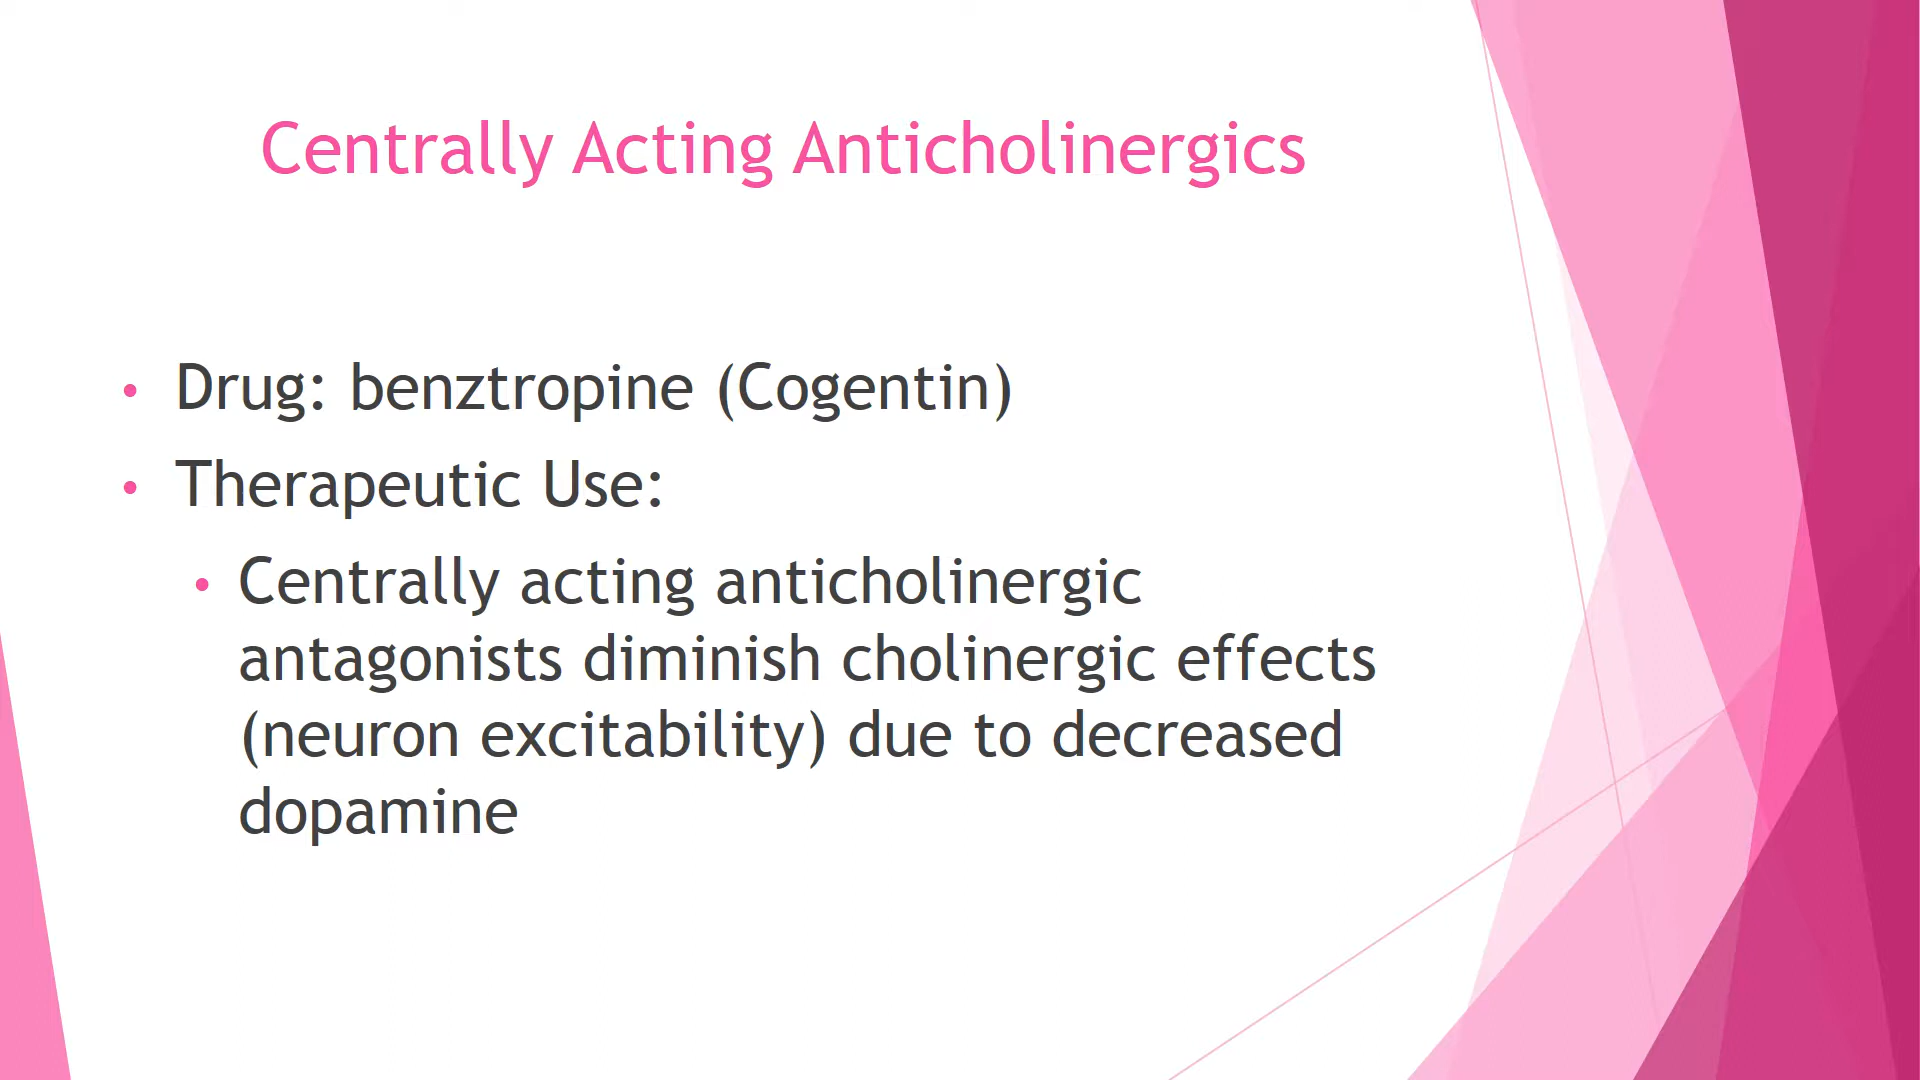 Centrally Acting Anticholinergics
• Drug: benztropine (Cogentin)
• Therapeutic Use:
• Centrally acting anticholinergic
antagonists diminish cholinergic effects
(neuron excitability) due to decreased
dopamine